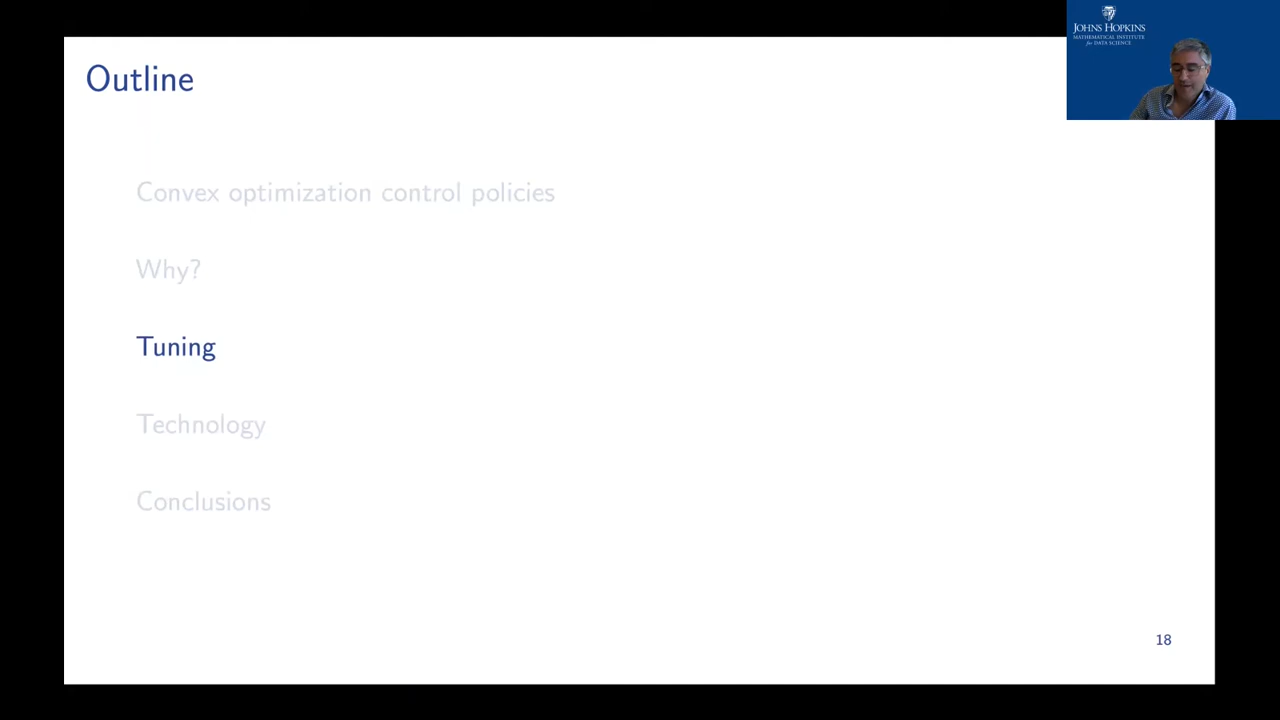 Outline
JOHNS HOPKINS
MATHEMATICAL INSTITUTE
for DATA SCIENCE
Convex optimization control policies
Why?
Tuning
Technology
Conclusions
18